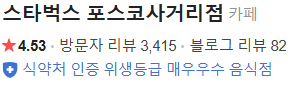 스타벅스 포스코사거리점 카페
★4.53 · 방문자 리뷰 3,415 · 블로그 리뷰 82
식약처 인증 위생등급 매우우수 음식점